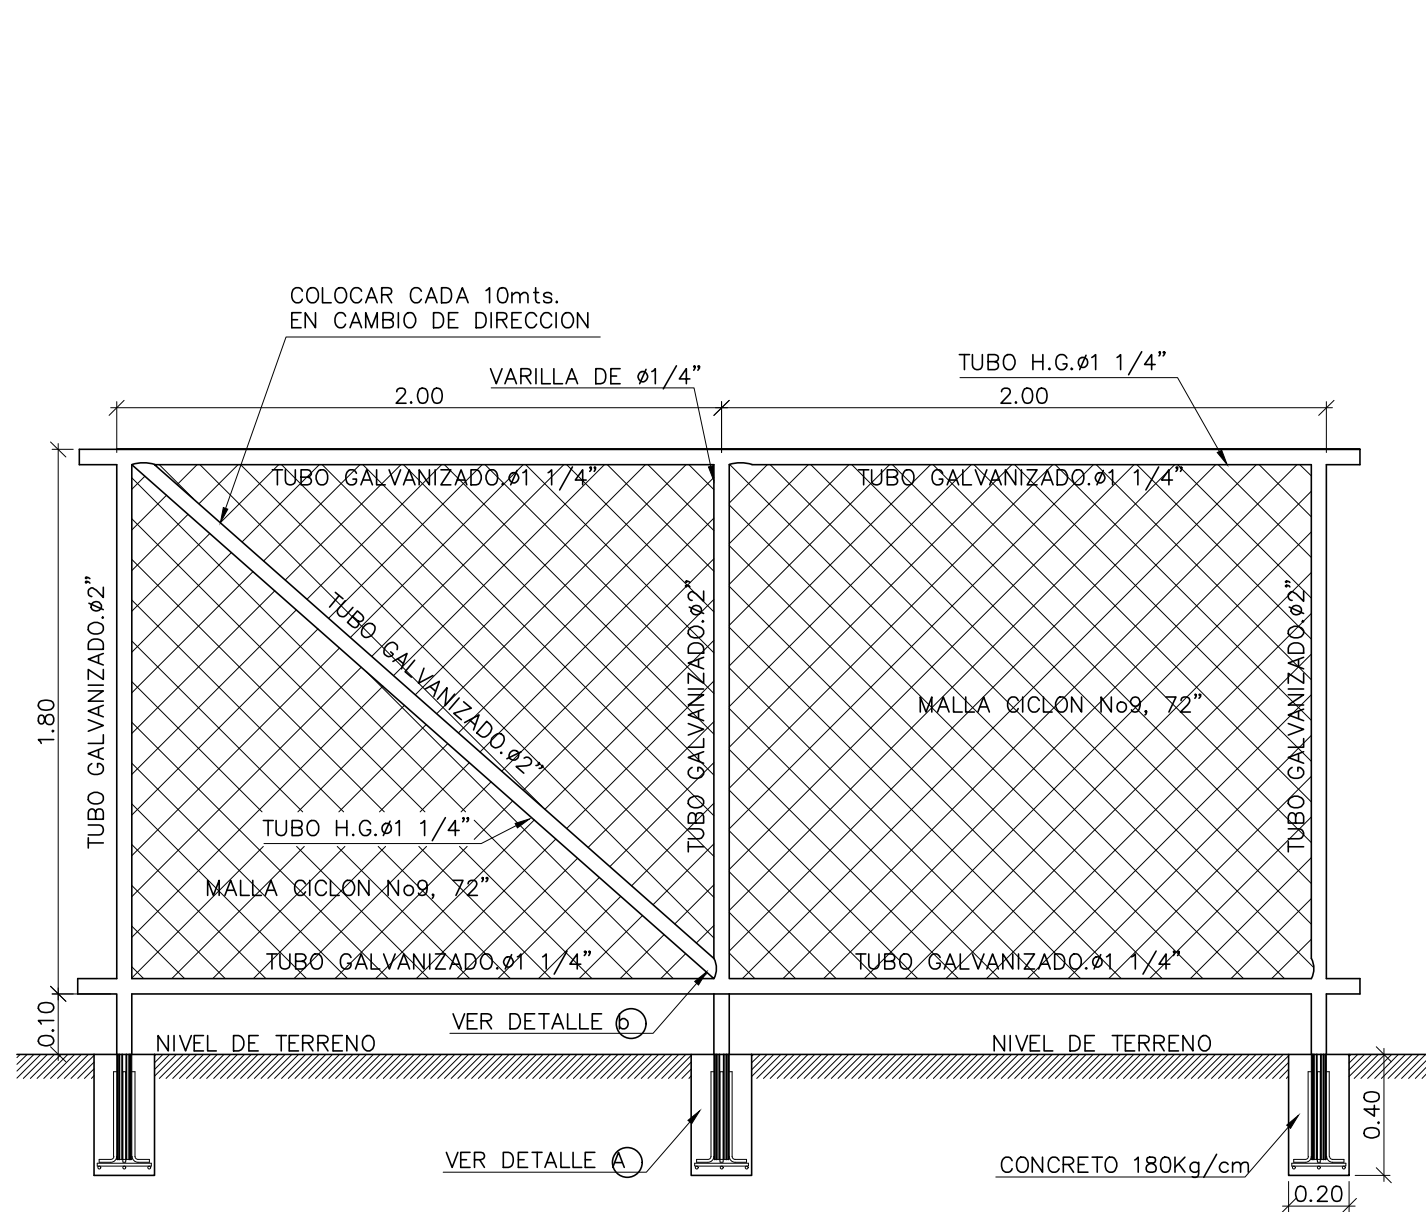 COLOCAR CADA 10mts.
EN CAMBIO DE DIRECCION
VARILLA DE ø1/4"
TUBO H.G.ø1 1/4"
2.00
2.00
TUBO GALVANIZADO.ø1 1/4"
TUBO GALVANIZADO.ø1 1/4"
TUBO GALVANIZADO.ø2"
TUBO GALVANIZADO.ø2"
TUBO GALVANIZADO.ø2"
TUBO GALVANIZADO.ø2"
1.80
MALLA CICLON No9, 72"
TUBO H.G.ø1 1/4"
MALLA CICLON No9, 72"
TUBO GALVANIZADO.ø1 1/4"
TUBO GALVANIZADO.ø1 1/4"
0.10
VER DETALLE b
NIVEL DE TERRENO
NIVEL DE TERRENO
0.40
VER DETALLE A
CONCRETO 180Kg/cm
0.20